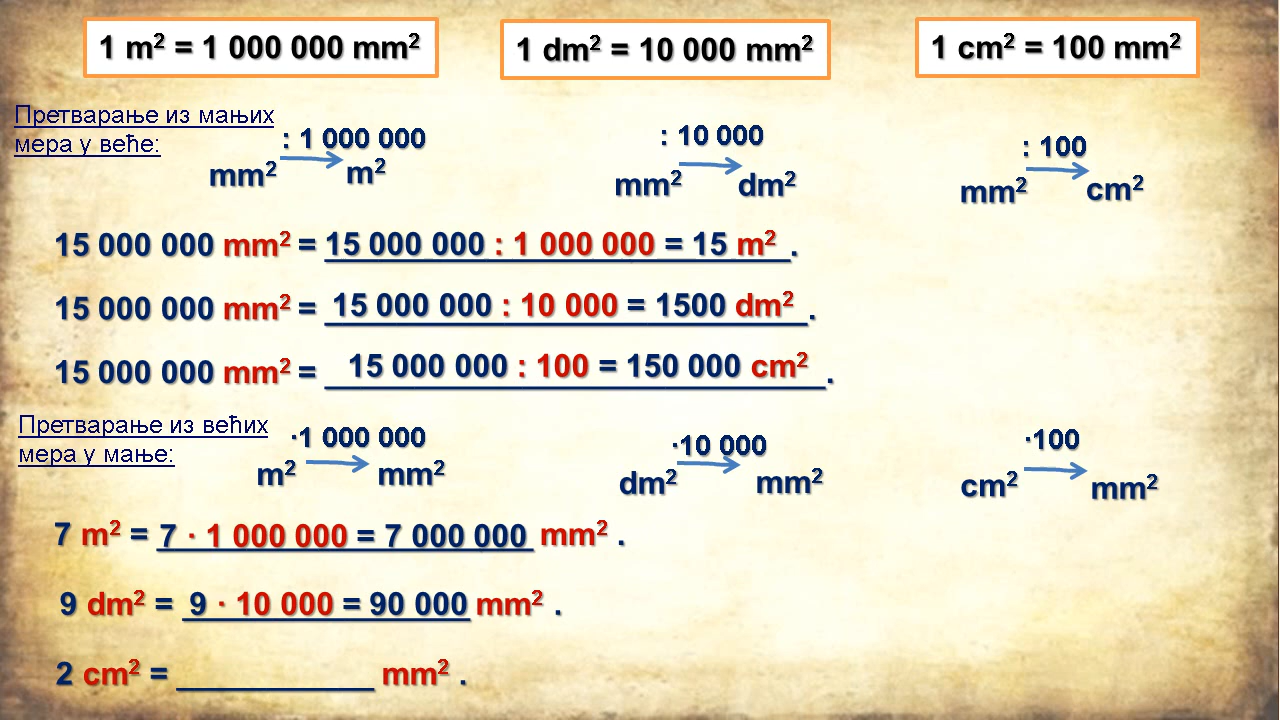 1 m² = 1 000 000 mm²
1 dm² = 10 000 mm²
1 cm² = 100 mm²
Претварање из мањих
мера у веће:
: 1 000 000
mm² m²
: 10 000
mm² dm²
: 100
mm² cm²
15 000 000 mm² = 15 000 000 : 1 000 000 = 15 m² .
15 000 000 mm² = 15 000 000 : 10 000 = 1500 dm² .
15 000 000 mm² = 15 000 000 : 100 = 150 000 cm² .
Претварање из већих
мера у мање:
·1 000 000
m² mm²
·10 000
dm² mm²
·100
cm² mm²
7 m² = 7 · 1 000 000 = 7 000 000 mm² .
9 dm² = 9 · 10 000 = 90 000 mm² .
2 cm² = ___________ mm² .